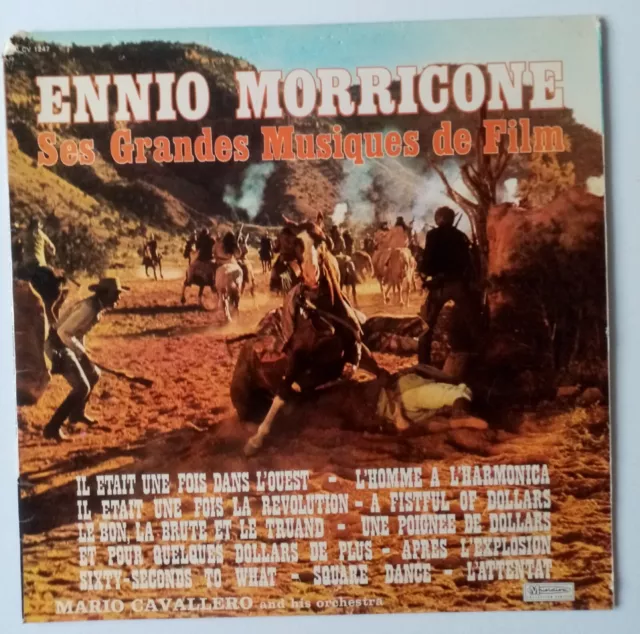 ENNIO MORRICONE
Ses Grandes Musiques de Film
IL ETAIT UNE FOIS DANS L'OUEST - L'HOMME A L'HARMONICA
IL ETAIT UNE FOIS LA REVOLUTION - A FISTFUL OF DOLLARS
LE BON, LA BRUTE ET LE TRUAND - UNE POIGNEE DE DOLLARS
ET POUR QUELQUES DOLLARS DE PLUS - APRES L'EXPLOSION
SIXTY-SECONDS TO WHAT - SQUARE DANCE - L'ATTENTAT
MARIO CAVALLERO and his orchestra